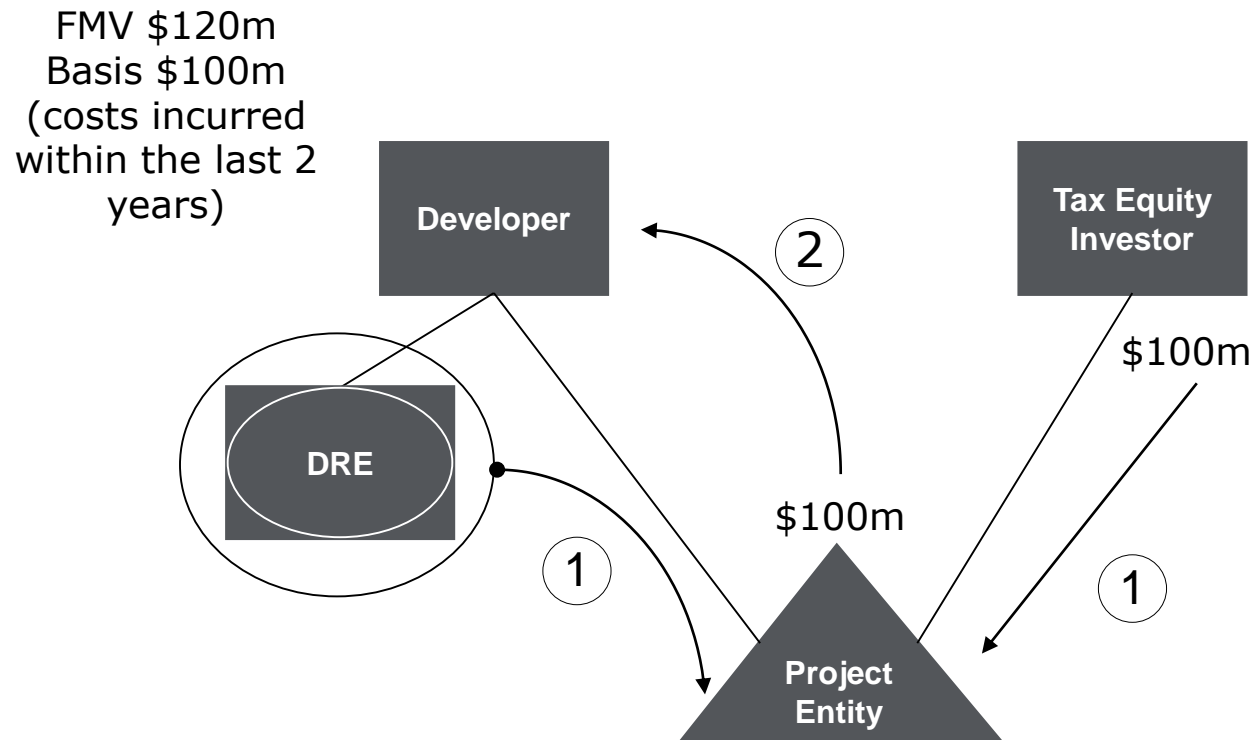 FMV $120m
Basis $100m
(costs incurred
within the last 2
years)
Developer
Tax Equity
Investor
2
$100m
DRE
$100m
1
1
Project
Entity